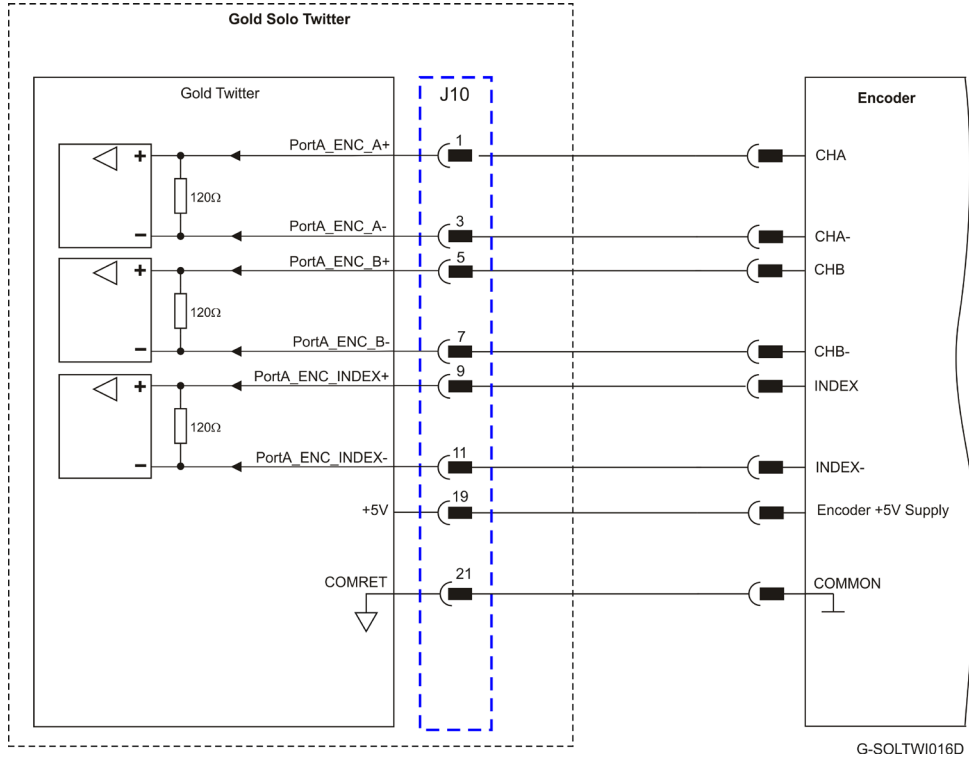 Gold Solo Twitter
Gold Twitter
J10
Encoder
+
PortA_ENC_A+
1
CHA
120Ω
-
PortA_ENC_A-
3
CHA-
+
PortA_ENC_B+
5
CHB
120Ω
-
PortA_ENC_B-
7
CHB-
+
PortA_ENC_INDEX+
9
INDEX
120Ω
-
PortA_ENC_INDEX-
11
INDEX-
+5V
19
Encoder +5V Supply
COMRET
21
COMMON
G-SOLTWI016D